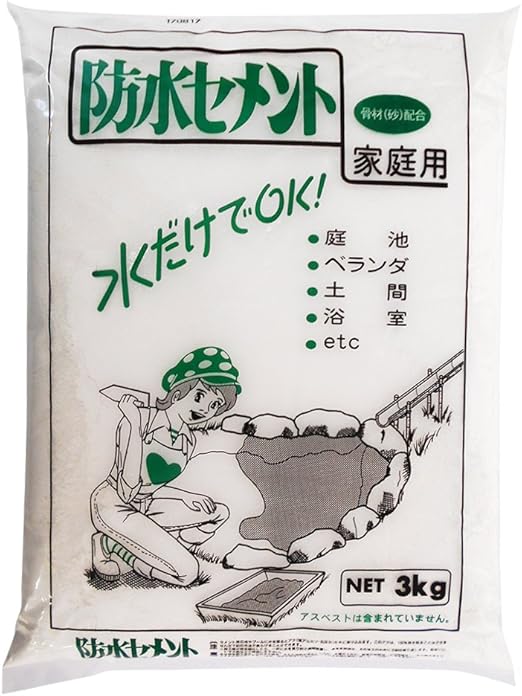 170817
防水セメント
骨材(砂)配合
家庭用
水だけでOK!
● 庭 池
● ベランダ
● 土 間
● 浴 室
● etc
NET 3kg
アスベストは含まれていません。
防水セメント